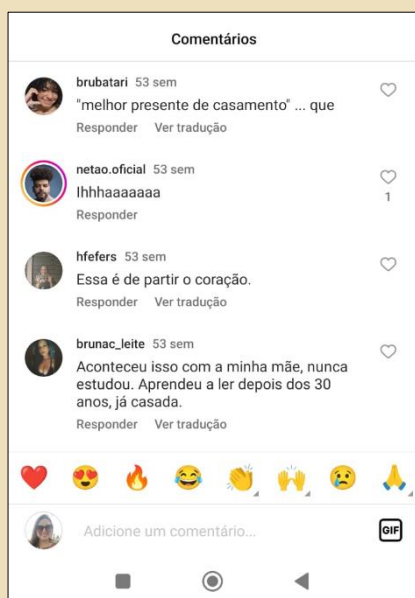 Comentários
brubatari 53 sem
"melhor presente de casamento" ... que
Responder Ver tradução
netao.oficial 53 sem
Ihhhaaaaaaa
1
Responder
hfefers 53 sem
Essa é de partir o coração.
Responder Ver tradução
brunac_leite 53 sem
Aconteceu isso com a minha mãe, nunca
estudou. Aprendeu a ler depois dos 30
anos, já casada.
Responder Ver tradução
Adicione um comentário...
GIF